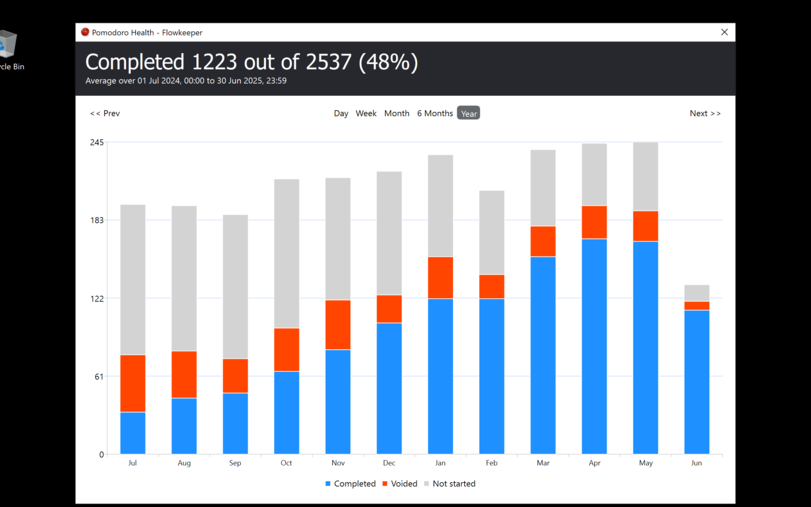 Pomodoro Health - Flowkeeper
Completed 1223 out of 2537 (48%)
Average over 01 Jul 2024, 00:00 to 30 Jun 2025, 23:59
cle Bin
<< Prev Day Week Month 6 Months Year Next >>
245
183
122
61
0
Jul Aug Sep Oct Nov Dec Jan Feb Mar Apr May Jun
Completed Voided Not started